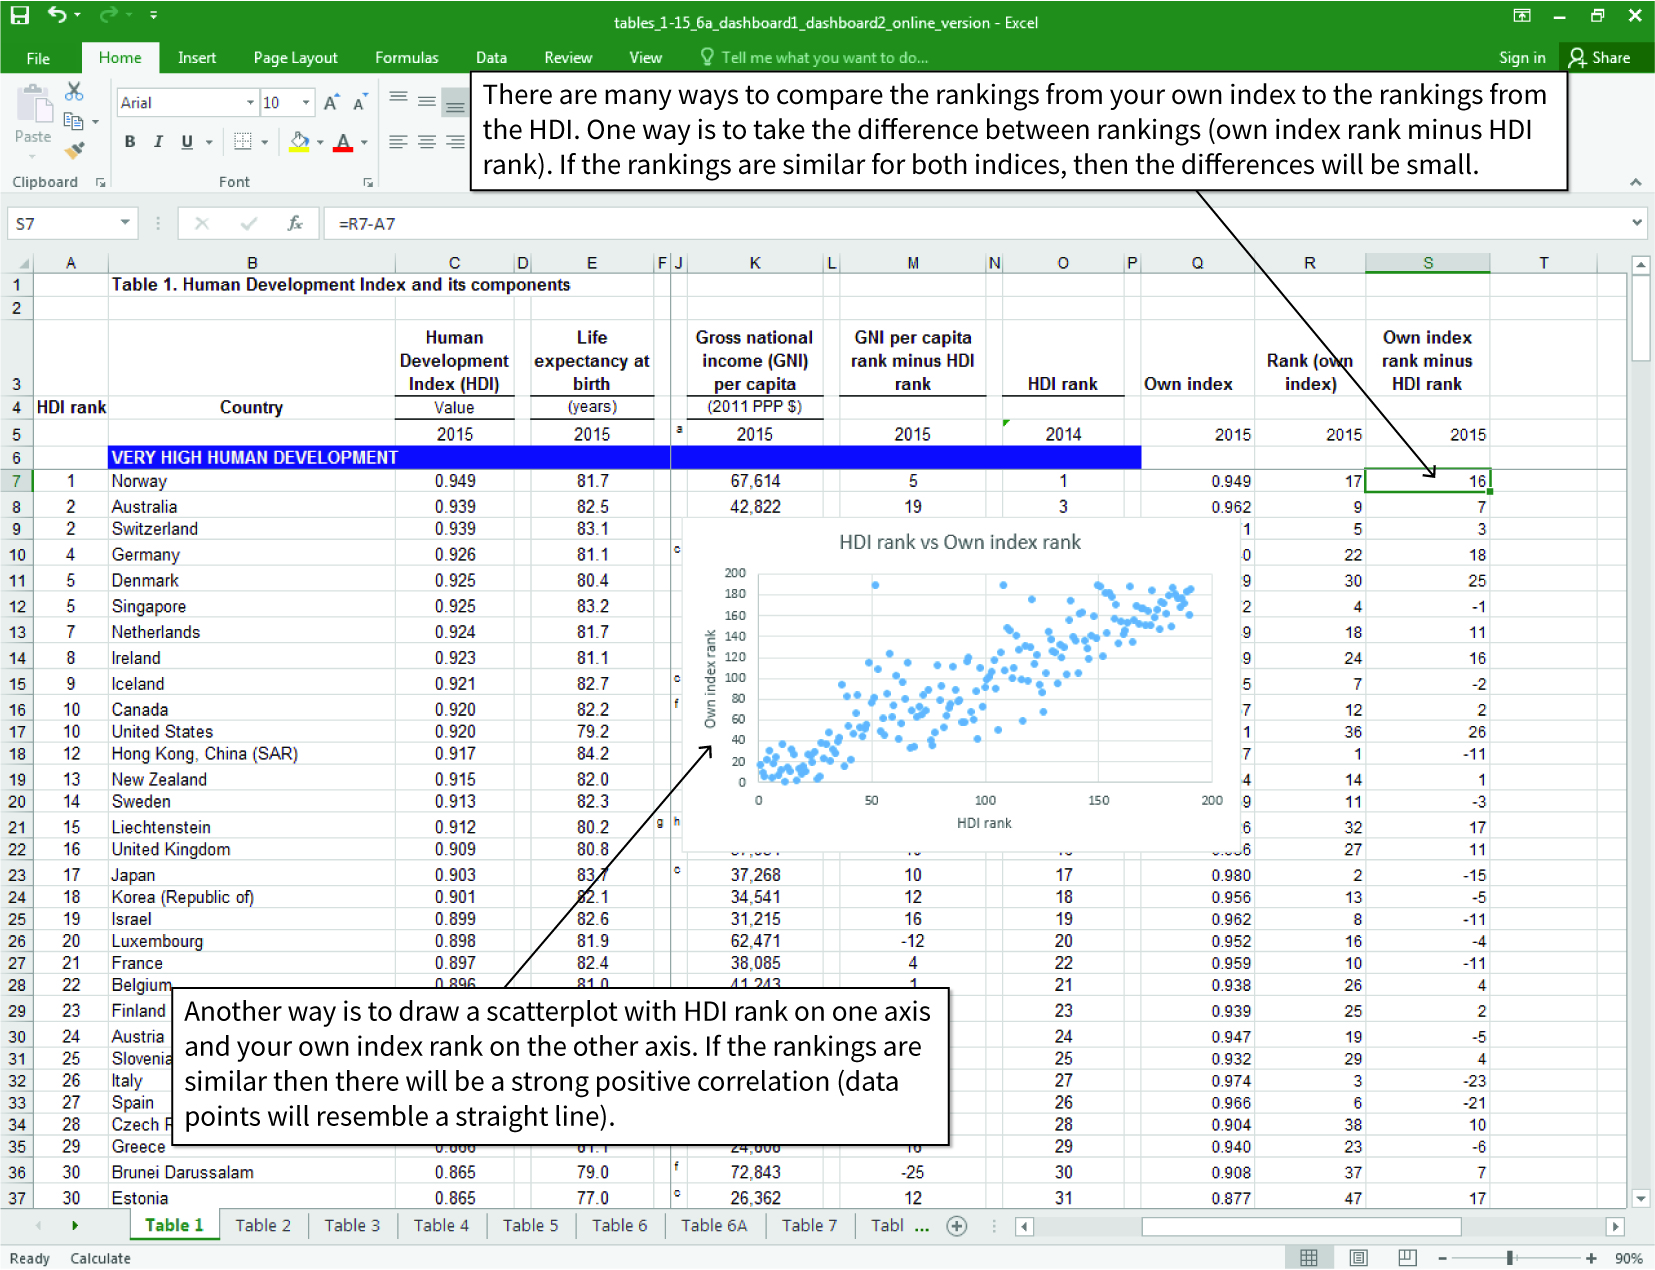 tables_1-15_6a_dashboard1_dashboard2_online_version - Excel
File Home Insert Page Layout Formulas Data Review View Tell me what you want to do... Sign in Share
Paste
Arial 10 A A
B I U A
Clipboard Font
There are many ways to compare the rankings from your own index to the rankings from
the HDI. One way is to take the difference between rankings (own index rank minus HDI
rank). If the rankings are similar for both indices, then the differences will be small.
S7 fx =R7-A7
A B C D E F J K L M N O P Q R S T
1 Table 1. Human Development Index and its components
2
Human Life Gross national GNI per capita Own index
Development expectancy at income (GNI) rank minus HDI Rank (own rank minus
3 Index (HDI) birth per capita rank HDI rank Own index index) HDI rank
4 HDI rank Country Value (years) (2011 PPP $)
5 2015 2015 a 2015 2015 2014 2015 2015 2015
6 VERY HIGH HUMAN DEVELOPMENT
7 1 Norway 0.949 81.7 67,614 5 1 0.949 17 16
8 2 Australia 0.939 82.5 42,822 19 3 0.962 9 7
9 2 Switzerland 0.939 83.1 1 5 3
10 4 Germany 0.926 81.1 c 0 22 18
11 5 Denmark 0.925 80.4 9 30 25
12 5 Singapore 0.925 83.2 2 4 -1
13 7 Netherlands 0.924 81.7 9 18 11
14 8 Ireland 0.923 81.1 9 24 16
15 9 Iceland 0.921 82.7 c 5 7 -2
16 10 Canada 0.920 82.2 f 7 12 2
17 10 United States 0.920 79.2 1 36 26
18 12 Hong Kong, China (SAR) 0.917 84.2 7 1 -11
19 13 New Zealand 0.915 82.0 4 14 1
20 14 Sweden 0.913 82.3 9 11 -3
21 15 Liechtenstein 0.912 80.2 g h 6 32 17
22 16 United Kingdom 0.909 80.8 6 27 11
HDI rank vs Own index rank
Own index rank
200
180
160
140
120
100
80
60
40
20
0
0 50 100 150 200
HDI rank
23 17 Japan 0.903 83.7 c 37,268 10 17 0.980 2 -15
24 18 Korea (Republic of) 0.901 82.1 34,541 12 18 0.956 13 -5
25 19 Israel 0.899 82.6 31,215 16 19 0.962 8 -11
26 20 Luxembourg 0.898 81.9 62,471 -12 20 0.952 16 -4
27 21 France 0.897 82.4 38,085 4 22 0.959 10 -11
28 22 Belgium 0.896 81.0 41,243 1 21 0.938 26 4
29 23 Finland 23 0.939 25 2
30 24 Austria 24 0.947 19 -5
31 25 Slovenia 25 0.932 29 4
32 26 Italy 27 0.974 3 -23
33 27 Spain 26 0.966 6 -21
34 28 Czech 28 0.904 38 10
35 29 Greece 0.866 81.1 24,808 16 29 0.940 23 -6
36 30 Brunei Darussalam 0.865 79.0 f 72,843 -25 30 0.908 37 7
37 30 Estonia 0.865 77.0 c 26,362 12 31 0.877 47 17
Another way is to draw a scatterplot with HDI rank on one axis
and your own index rank on the other axis. If the rankings are
similar then there will be a strong positive correlation (data
points will resemble a straight line).
Table 1 Table 2 Table 3 Table 4 Table 5 Table 6 Table 6A Table 7 Tabl ...
Ready Calculate 90%